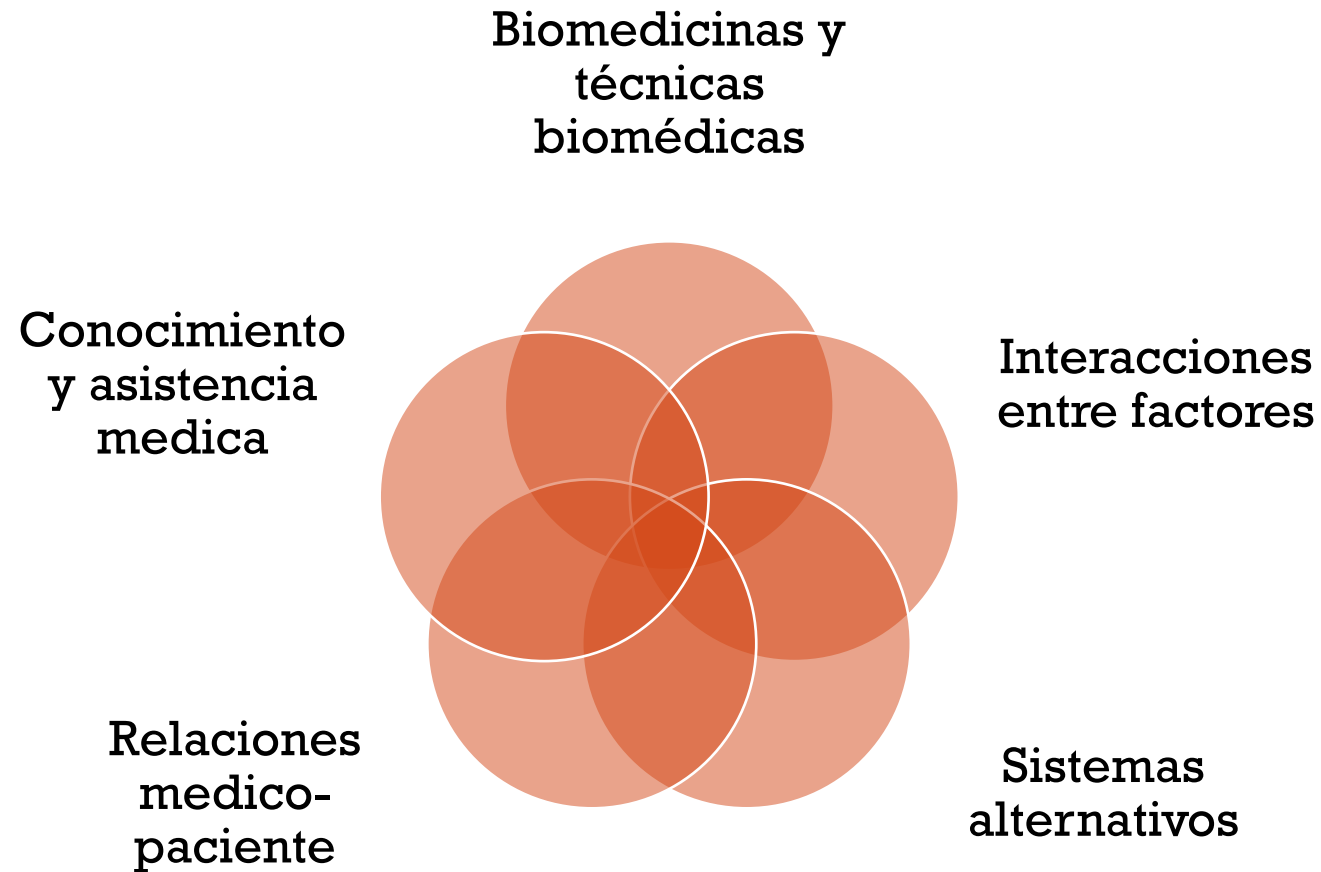 Biomedicinas y
técnicas
biomédicas
Conocimiento
y asistencia
medica
Interacciones
entre factores
Relaciones
medico-
paciente
Sistemas
alternativos